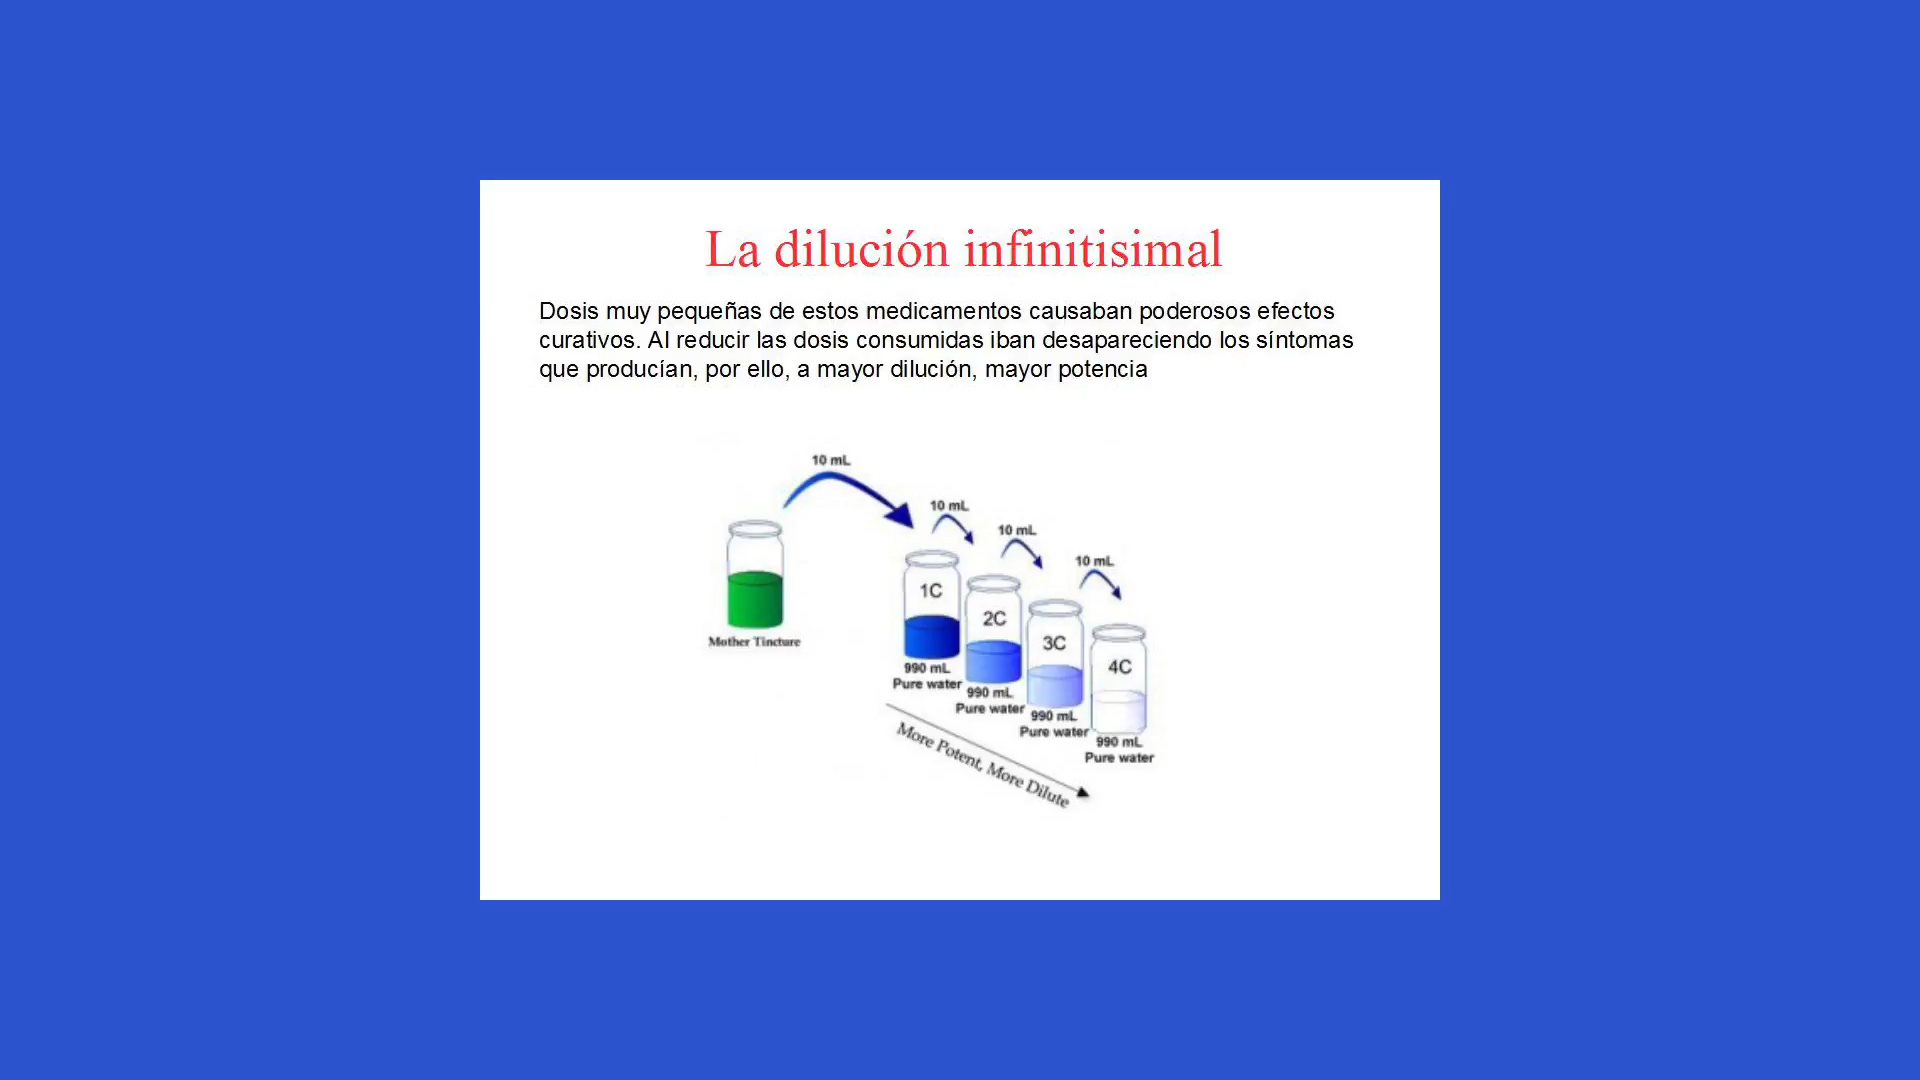 La dilución infinitisimal
Dosis muy pequeñas de estos medicamentos causaban poderosos efectos
curativos. Al reducir las dosis consumidas iban desapareciendo los síntomas
que producían, por ello, a mayor dilución, mayor potencia
10 mL
10 mL
10 mL
10 mL
1C
2C
3C
4C
Mother Tincture
990 mL
Pure water
990 mL
Pure water
990 mL
Pure water
990 mL
Pure water
More Potent, More Dilute